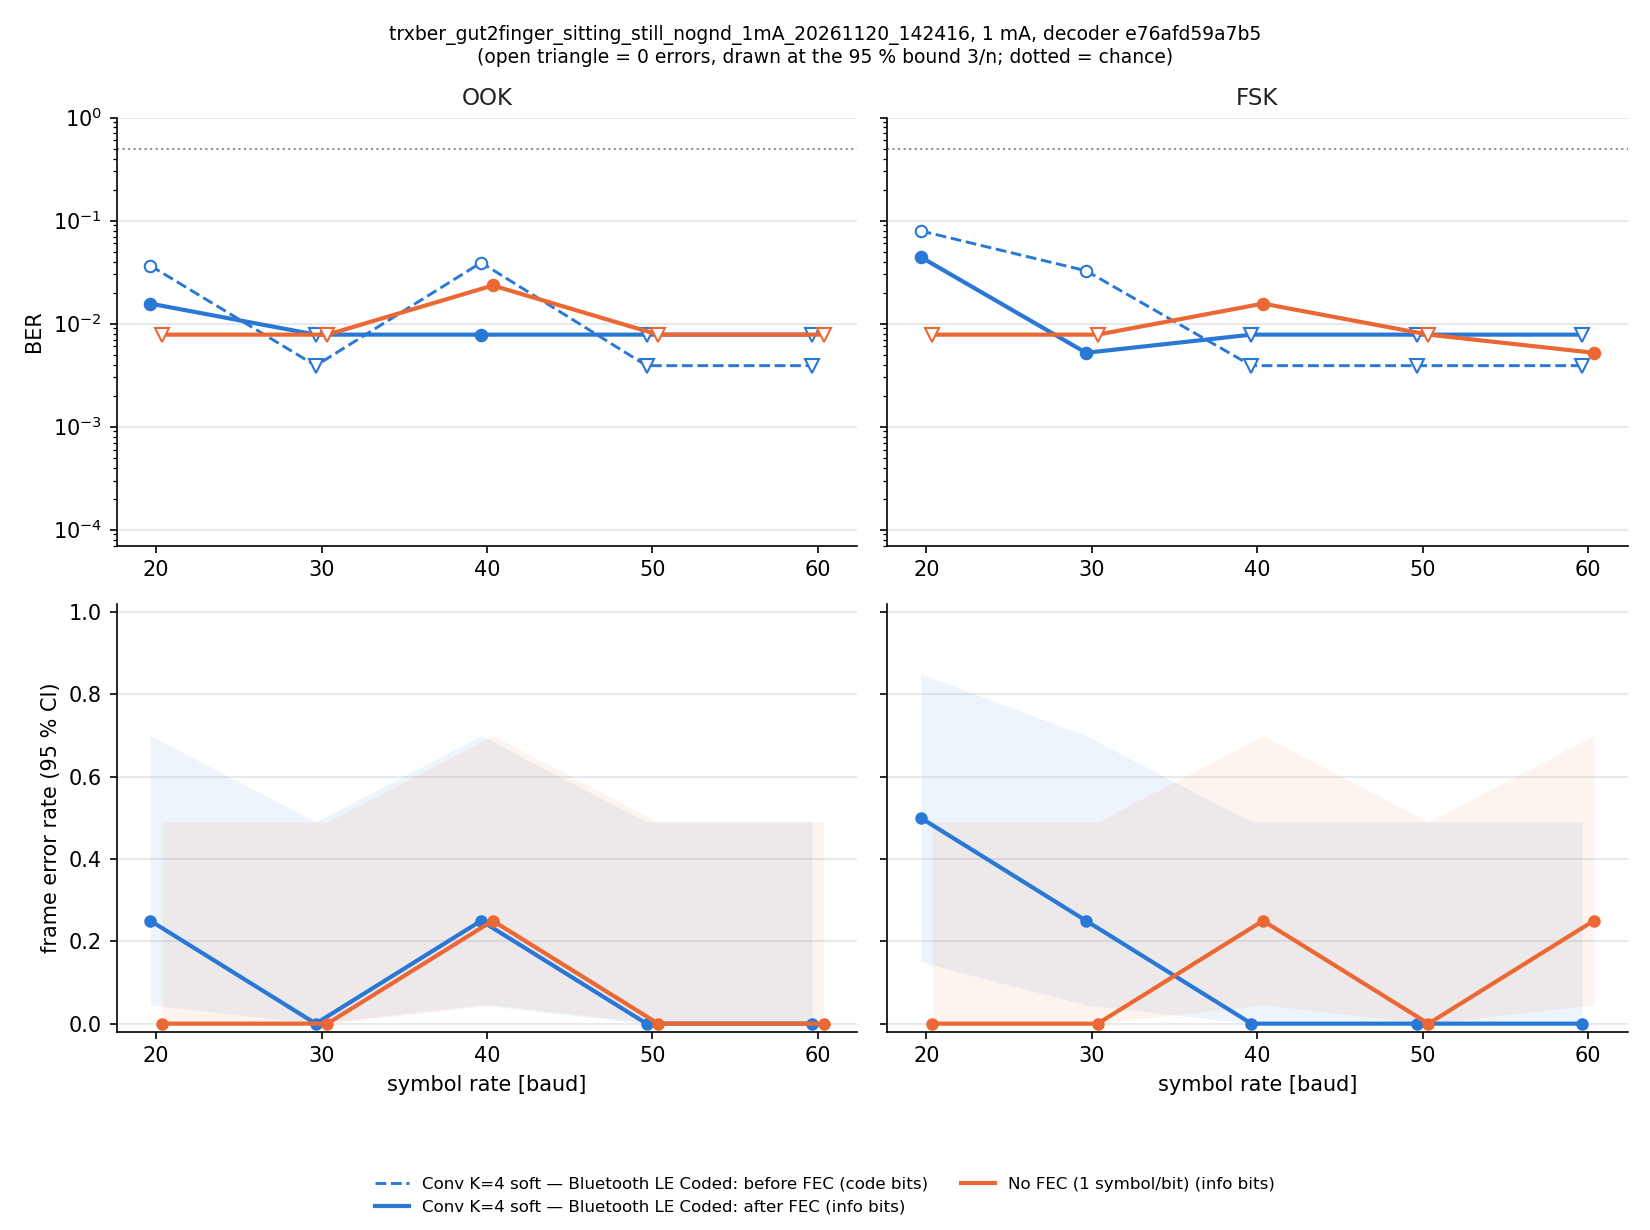 trxber_gut2finger_sitting_still_nognd_1mA_20261120_142416, 1 mA, decoder e76afd59a7b5
(open triangle = 0 errors, drawn at the 95 % bound 3/n; dotted = chance)
OOK
FSK
BER
10⁰
10⁻¹
10⁻²
10⁻³
10⁻⁴
20 30 40 50 60
20 30 40 50 60
frame error rate (95 % CI)
1.0
0.8
0.6
0.4
0.2
0.0
20 30 40 50 60
20 30 40 50 60
symbol rate [baud]
symbol rate [baud]
Conv K=4 soft — Bluetooth LE Coded: before FEC (code bits)
Conv K=4 soft — Bluetooth LE Coded: after FEC (info bits)
No FEC (1 symbol/bit) (info bits)